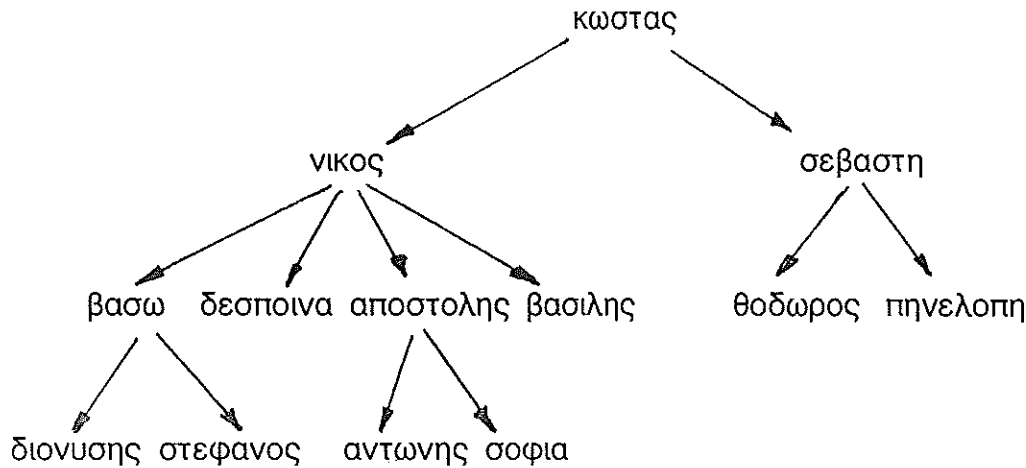 κωστας
νικος σεβαστη
βασω δεσποινα αποστολης βασιλης θοδωρος πηνελοπη
διονυσης στεφανος αντωνης σοφια